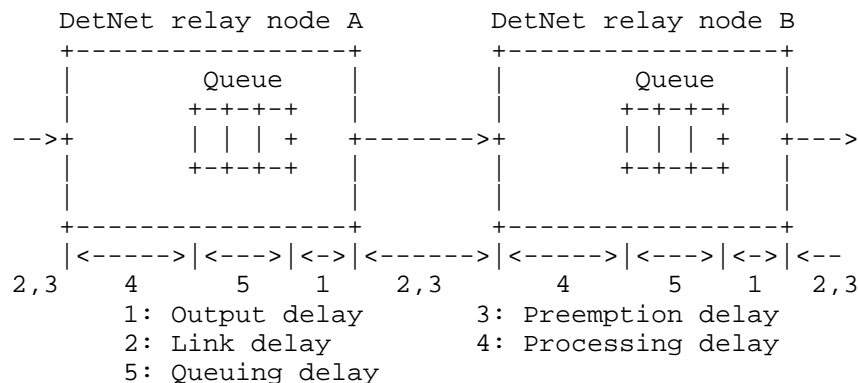 DetNet relay node A        DetNet relay node B
   +-----------------+        +-----------------+
   |        Queue    |        |        Queue    |
   |       +-+-+-+   |        |       +-+-+-+   |
-->+       | | | +   +------->+       | | | +   +--->
   |       +-+-+-+   |        |       +-+-+-+   |
   |                 |        |                 |
   +-----------------+        +-----------------+
   |<----->|<--->|<->|<------>|<----->|<--->|<->|<--
2,3    4      5    1    2,3       4      5    1   2,3
1: Output delay             3: Preemption delay
2: Link delay               4: Processing delay
5: Queuing delay